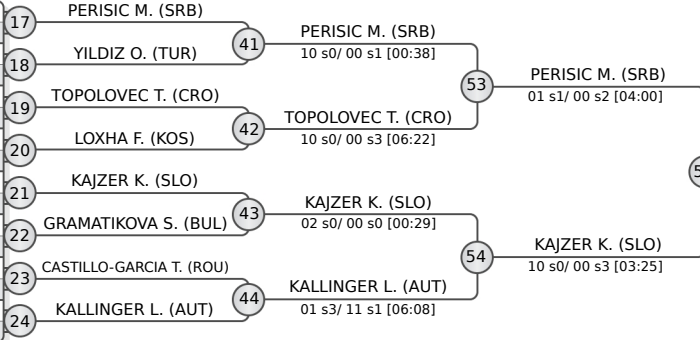 17
PERISIC M. (SRB)
18
YILDIZ O. (TUR)
19
TOPOLOVEC T. (CRO)
20
LOXHA F. (KOS)
21
KAJZER K. (SLO)
22
GRAMATIKOVA S. (BUL)
23
CASTILLO-GARCIA T. (ROU)
24
KALLINGER L. (AUT)
41
PERISIC M. (SRB)
10 s0/ 00 s1 [00:38]
42
TOPOLOVEC T. (CRO)
10 s0/ 00 s3 [06:22]
43
KAJZER K. (SLO)
02 s0/ 00 s0 [00:29]
44
KALLINGER L. (AUT)
01 s3/ 11 s1 [06:08]
53
PERISIC M. (SRB)
01 s1/ 00 s2 [04:00]
54
KAJZER K. (SLO)
10 s0/ 00 s3 [03:25]